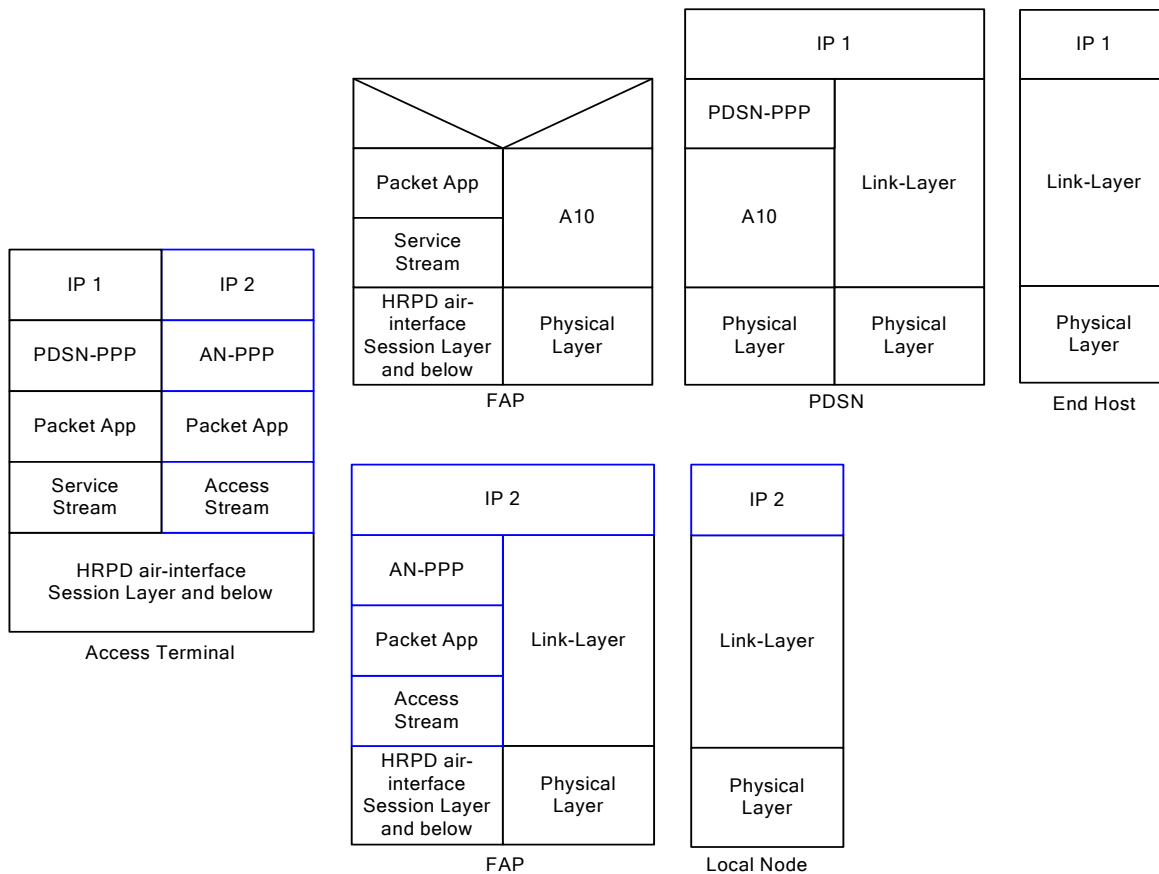 IP 1
IP 2
PDSN-PPP
AN-PPP
Packet App
Packet App
Service
Stream
Access
Stream
HRPD air-interface
Session Layer and below
Access Terminal
Packet App
A10
Service
Stream
HRPD air-
interface
Session Layer
and below
Physical
Layer
FAP
IP 1
PDSN-PPP
Link-Layer
A10
Physical
Layer
Physical
Layer
PDSN
IP 1
Link-Layer
Physical
Layer
End Host
IP 2
AN-PPP
Packet App
Link-Layer
Access
Stream
HRPD air-
interface
Session Layer
and below
Physical
Layer
FAP
IP 2
Link-Layer
Physical
Layer
Local Node